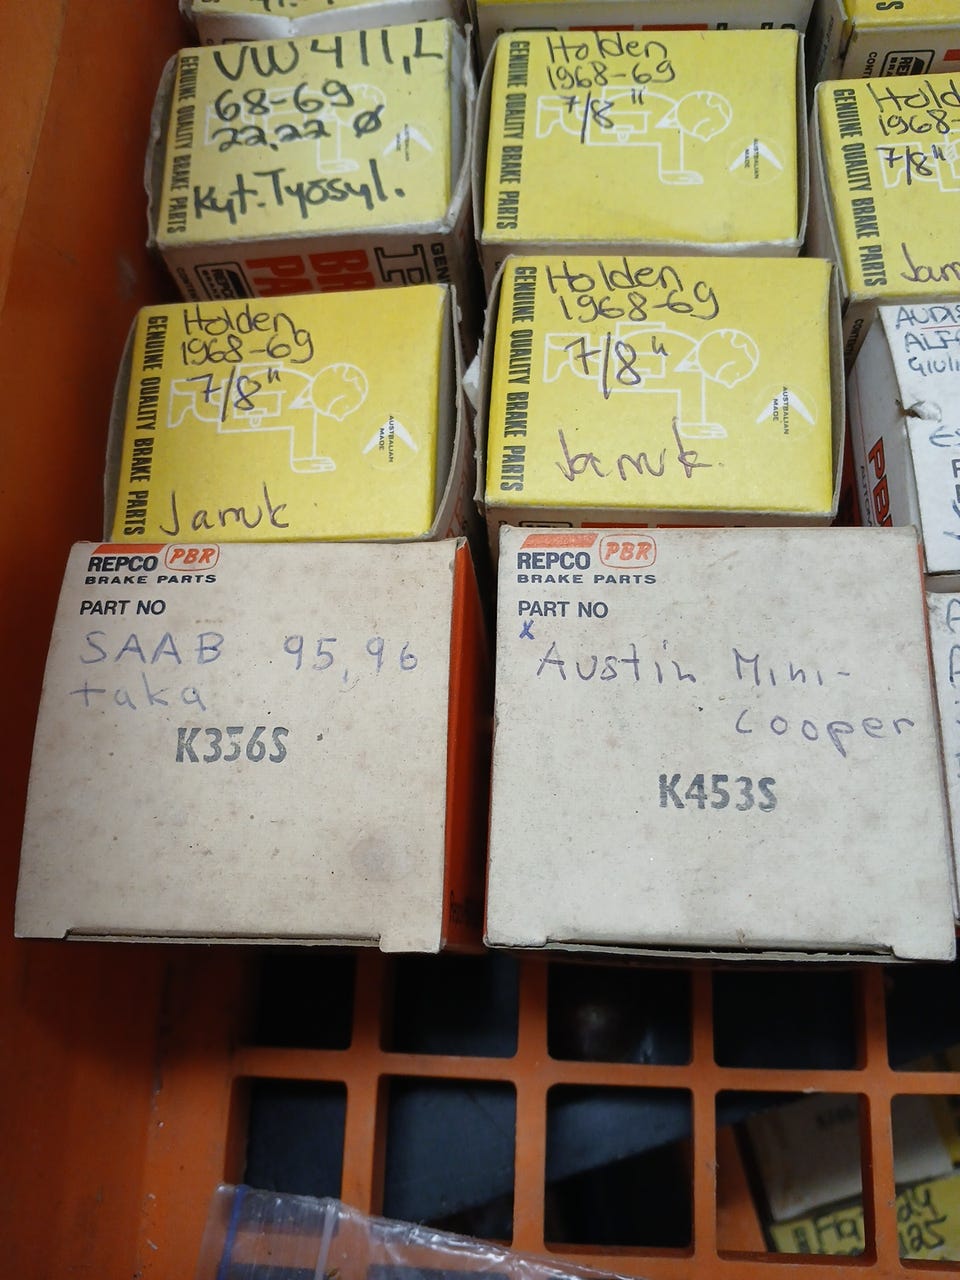 VW 411,L
68-69
22.22 Ø
Kyt.Työsyl.
GENUINE QUALITY BRAKE PARTS
AUSTRALIAN MADE
Holden
1968-69
7/8"
GENUINE QUALITY BRAKE PARTS
AUSTRALIAN MADE
1968-
7/8"
GENUINE QUALITY BRAKE PARTS
Holden
1968-69
7/8"
Jarruk
GENUINE QUALITY BRAKE PARTS
AUSTRALIAN MADE
Holden
1968-69
7/8"
Jarruk.
GENUINE QUALITY BRAKE PARTS
AUSTRALIAN MADE
REPCO PBR
BRAKE PARTS
PART NO
SAAB 95,96
taka
K356S
REPCO PBR
BRAKE PARTS
PART NO
x
Austin Mini-
Cooper
K453S